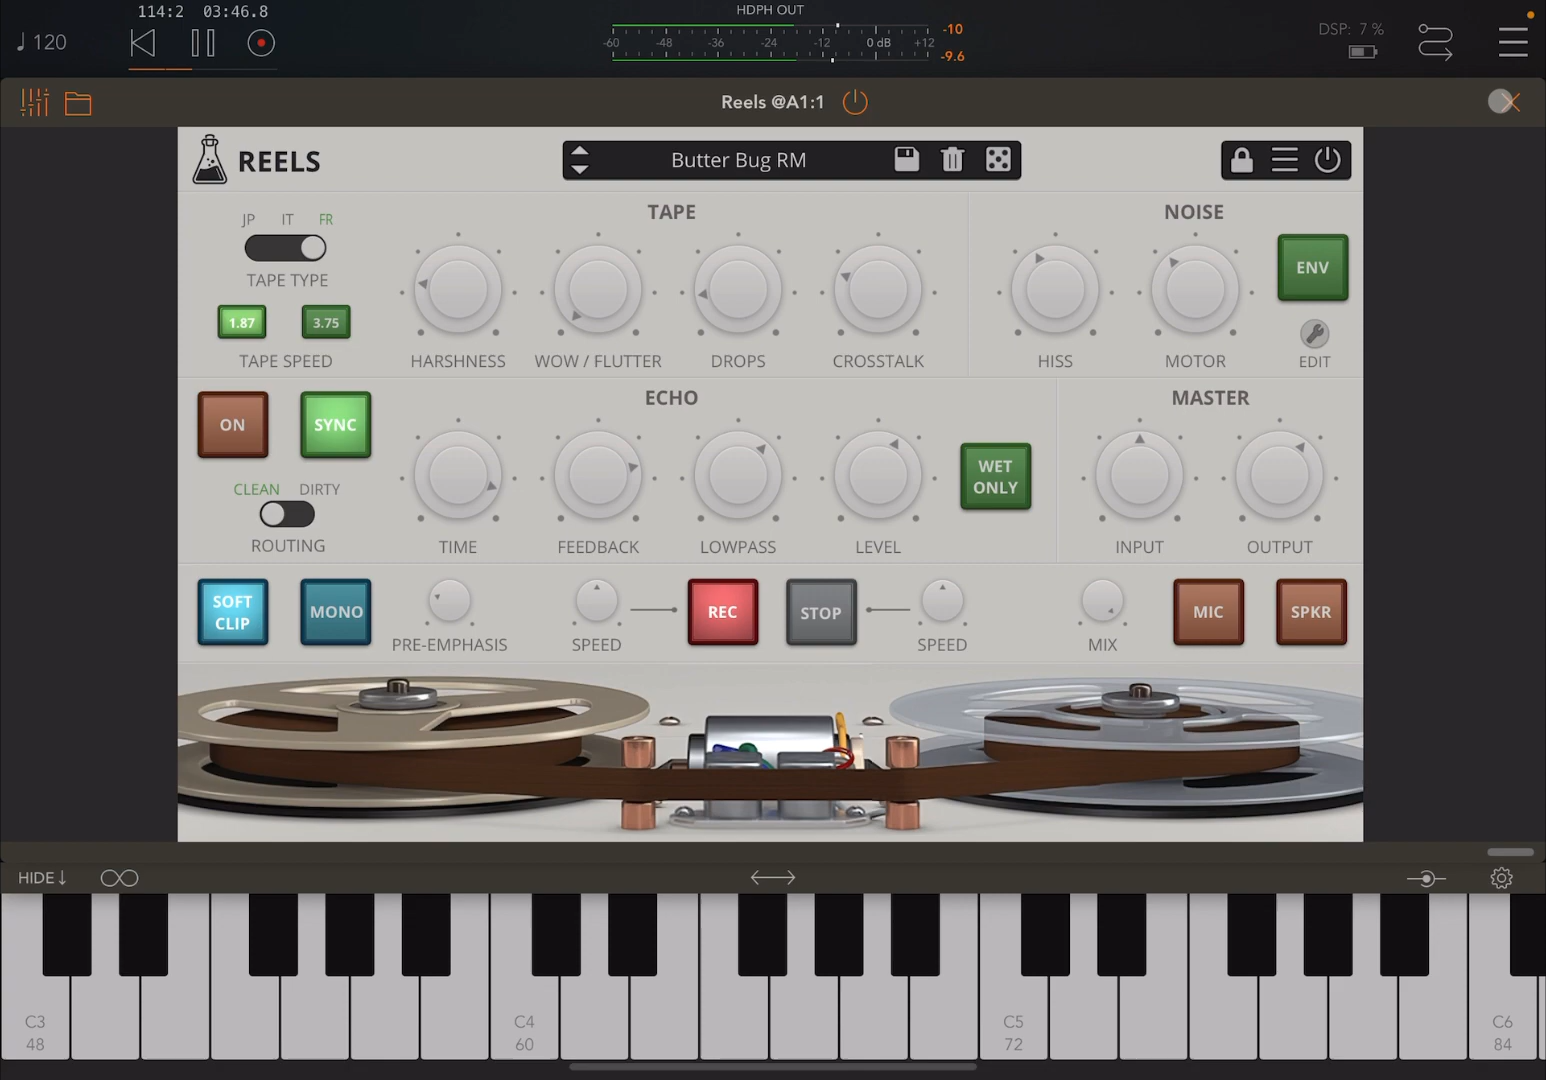 114:2 03:46.8
HDPH OUT
♩ 120
-60 -48 -36 -24 -12 0 dB +12
-10
-9.6
DSP: 7 %
Reels @A1:1
REELS
Butter Bug RM
JP IT FR
TAPE TYPE
1.87 3.75
TAPE SPEED
TAPE
HARSHNESS WOW / FLUTTER DROPS CROSSTALK
NOISE
HISS MOTOR
ENV
EDIT
ON SYNC
CLEAN DIRTY
ROUTING
ECHO
TIME FEEDBACK LOWPASS LEVEL
WET
ONLY
MASTER
INPUT OUTPUT
SOFT
CLIP
MONO
PRE-EMPHASIS
SPEED
REC
STOP
SPEED
MIX
MIC
SPKR
HIDE↓
C3 C4 C5 C6
48 60 72 84